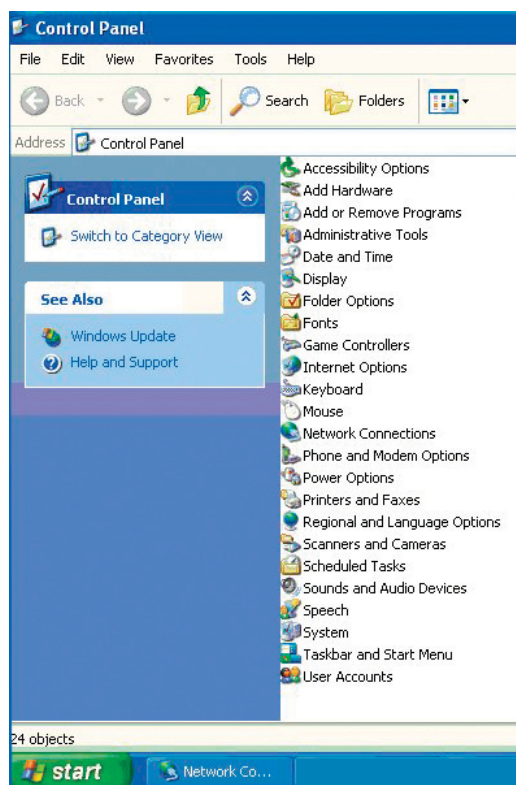 Control Panel
File Edit View Favorites Tools Help
Back Search Folders
Address Control Panel
Control Panel
Switch to Category View
See Also
Windows Update
Help and Support
Accessibility Options
Add Hardware
Add or Remove Programs
Administrative Tools
Date and Time
Display
Folder Options
Fonts
Game Controllers
Internet Options
Keyboard
Mouse
Network Connections
Phone and Modem Options
Power Options
Printers and Faxes
Regional and Language Options
Scanners and Cameras
Scheduled Tasks
Sounds and Audio Devices
Speech
System
Taskbar and Start Menu
User Accounts
24 objects
start Network Co...